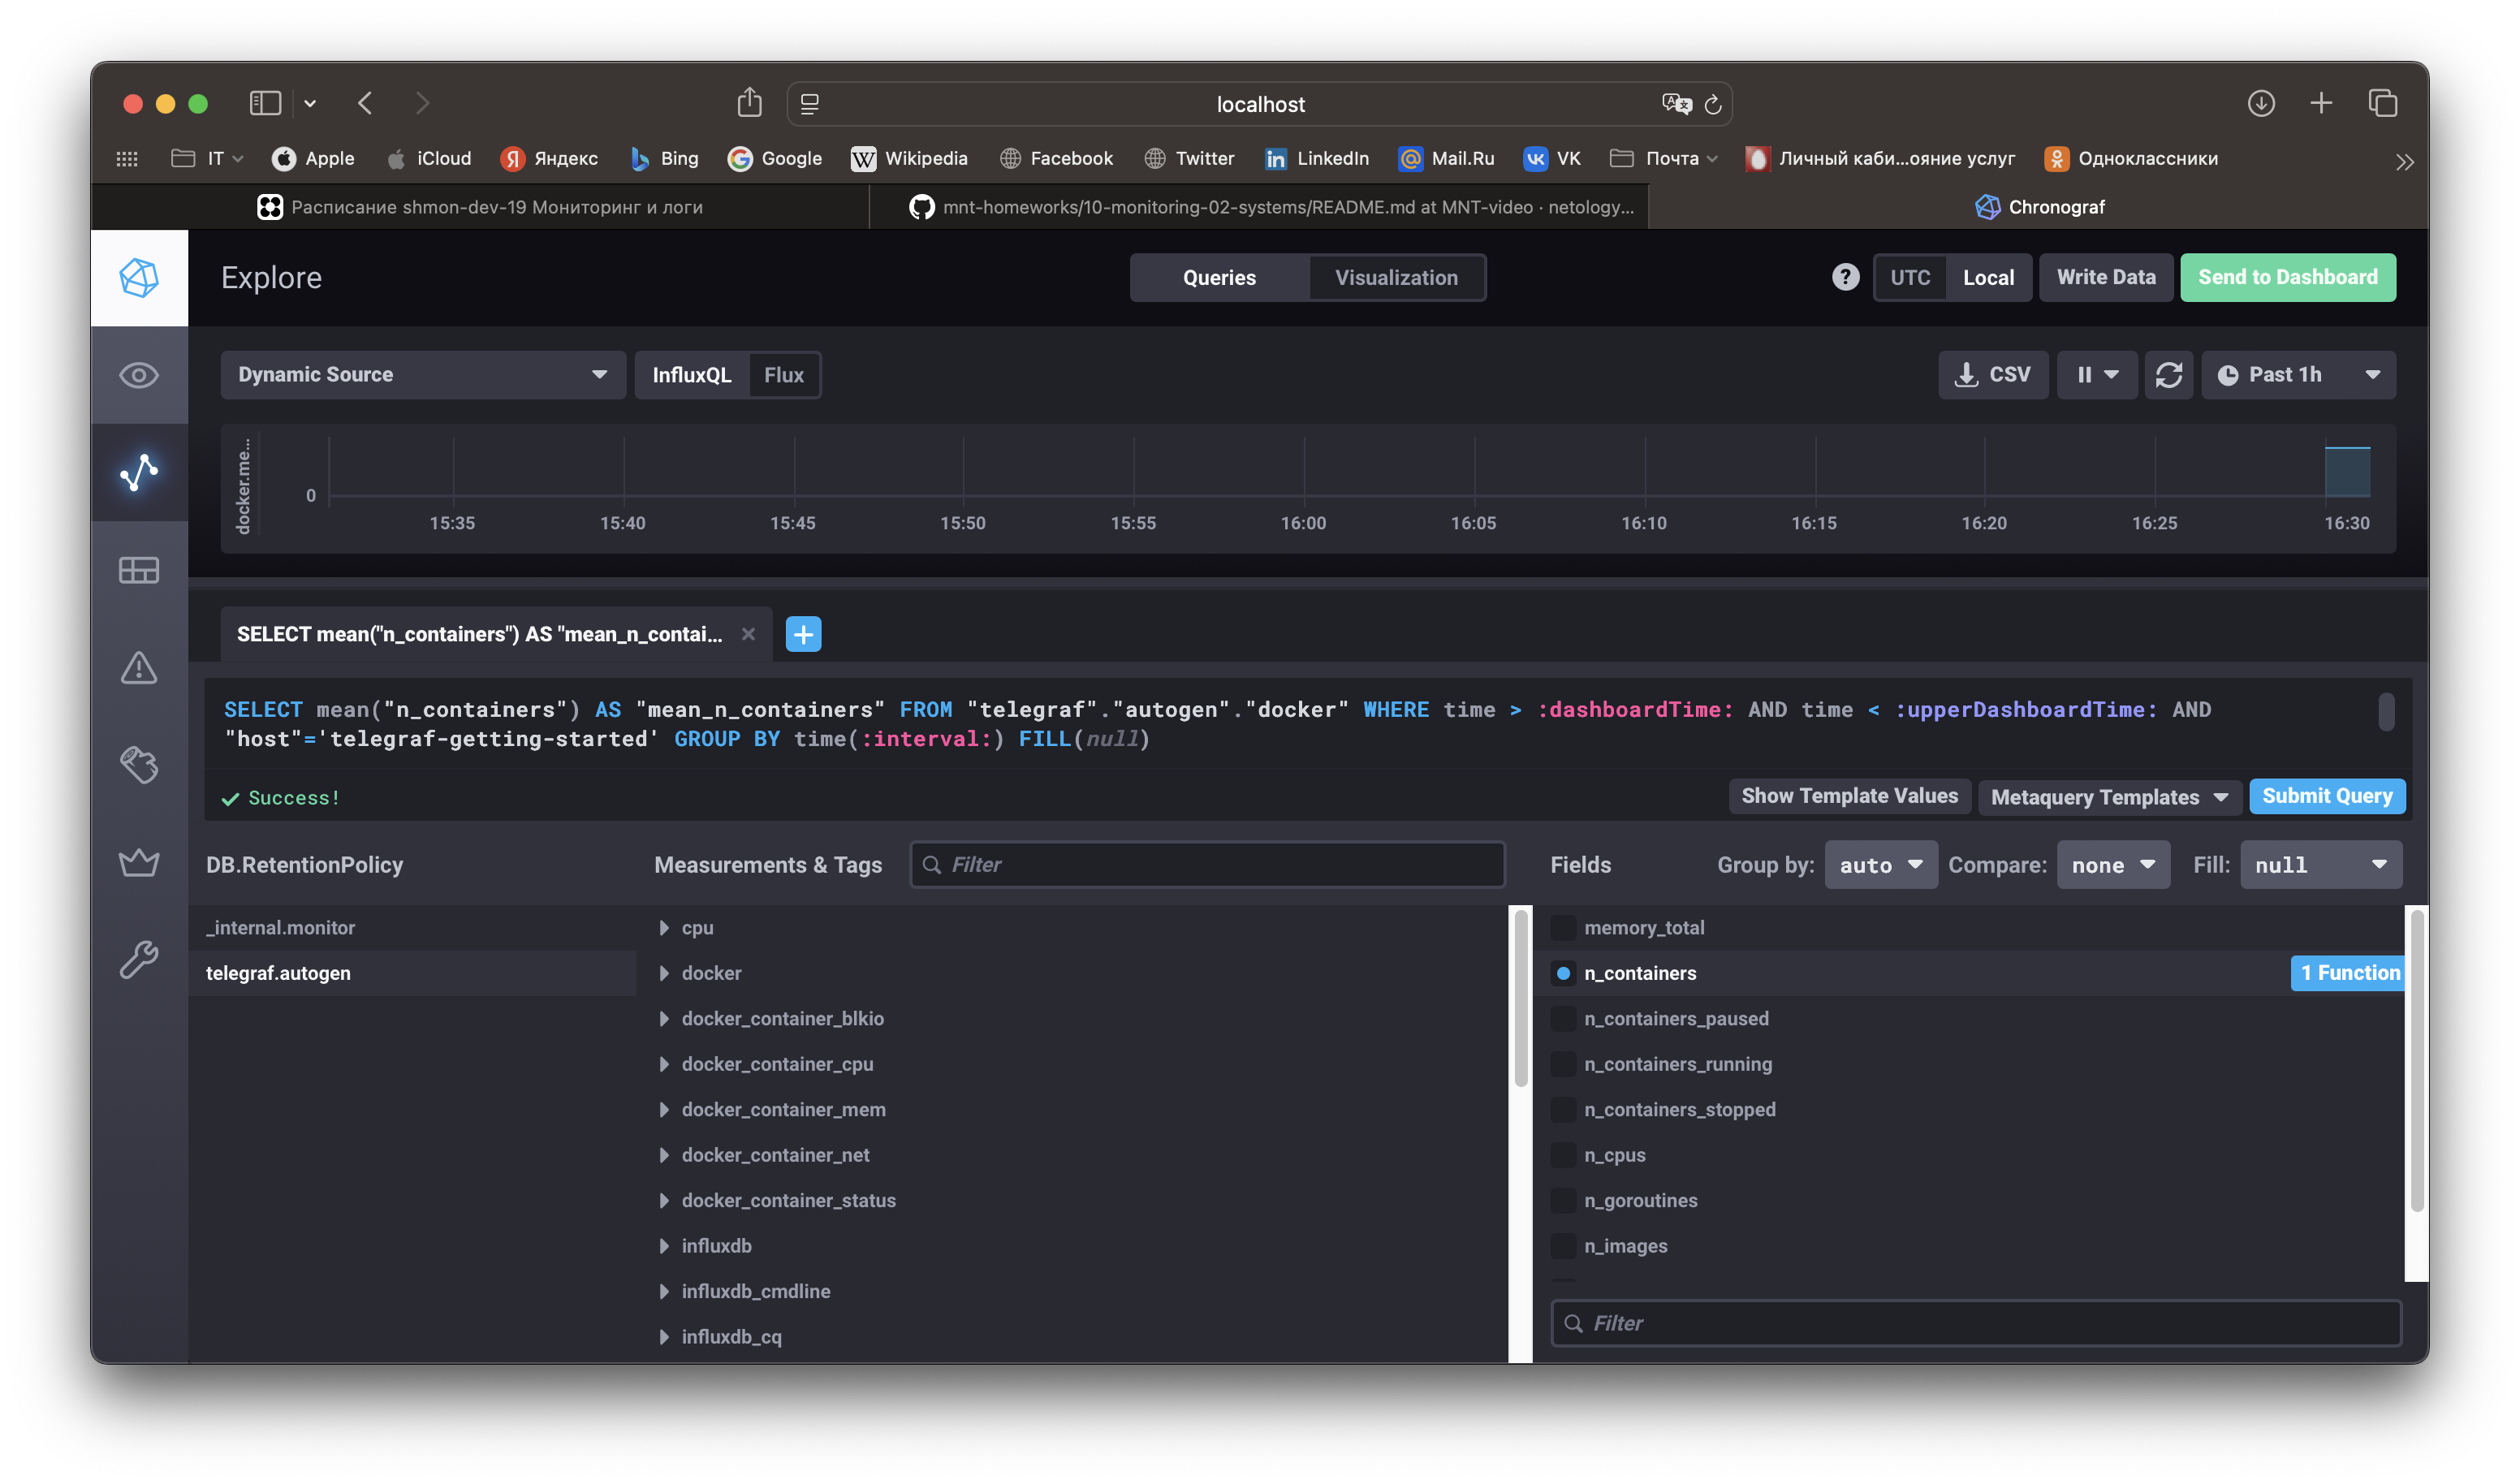 localhost
IT
Apple
iCloud
Яндекс
Bing
Google
Wikipedia
Facebook
Twitter
LinkedIn
Mail.Ru
VK
Почта
Личный каби...ояние услуг
Одноклассники
Расписание shmon-dev-19 Мониторинг и логи
mnt-homeworks/10-monitoring-02-systems/README.md at MNT-video · netology...
Chronograf
Explore
Queries
Visualization
UTC
Local
Write Data
Send to Dashboard
Dynamic Source
InfluxQL
Flux
CSV
Past 1h
docker.me...
0
15:35
15:40
15:45
15:50
15:55
16:00
16:05
16:10
16:15
16:20
16:25
16:30
SELECT mean("n_containers") AS "mean_n_contai...
SELECT mean("n_containers") AS "mean_n_containers" FROM "telegraf"."autogen"."docker" WHERE time > :dashboardTime: AND time < :upperDashboardTime: AND
"host"='telegraf-getting-started' GROUP BY time(:interval:) FILL(null)
Success!
Show Template Values
Metaquery Templates
Submit Query
DB.RetentionPolicy
Measurements & Tags
Filter
Fields
Group by:
auto
Compare:
none
Fill:
null
_internal.monitor
telegraf.autogen
cpu
docker
docker_container_blkio
docker_container_cpu
docker_container_mem
docker_container_net
docker_container_status
influxdb
influxdb_cmdline
influxdb_cq
memory_total
n_containers
1 Function
n_containers_paused
n_containers_running
n_containers_stopped
n_cpus
n_goroutines
n_images
Filter